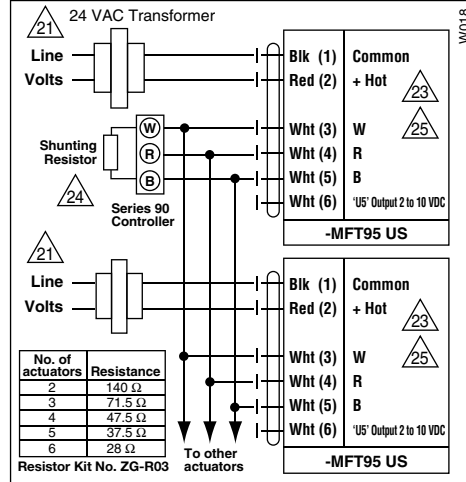 21 24 VAC Transformer
W018
Line
Volts
Blk (1) Common
Red (2) + Hot
23
25
Wht (3) W
Wht (4) R
Wht (5) B
Wht (6) 'U5' Output 2 to 10 VDC
-MFT95 US
W
R
B
Shunting
Resistor
24
Series 90
Controller
21
Line
Volts
Blk (1) Common
Red (2) + Hot
23
25
Wht (3) W
Wht (4) R
Wht (5) B
Wht (6) 'U5' Output 2 to 10 VDC
-MFT95 US
No. of
actuators Resistance
2 140 Ω
3 71.5 Ω
4 47.5 Ω
5 37.5 Ω
6 28 Ω
Resistor Kit No. ZG-R03
To other
actuators